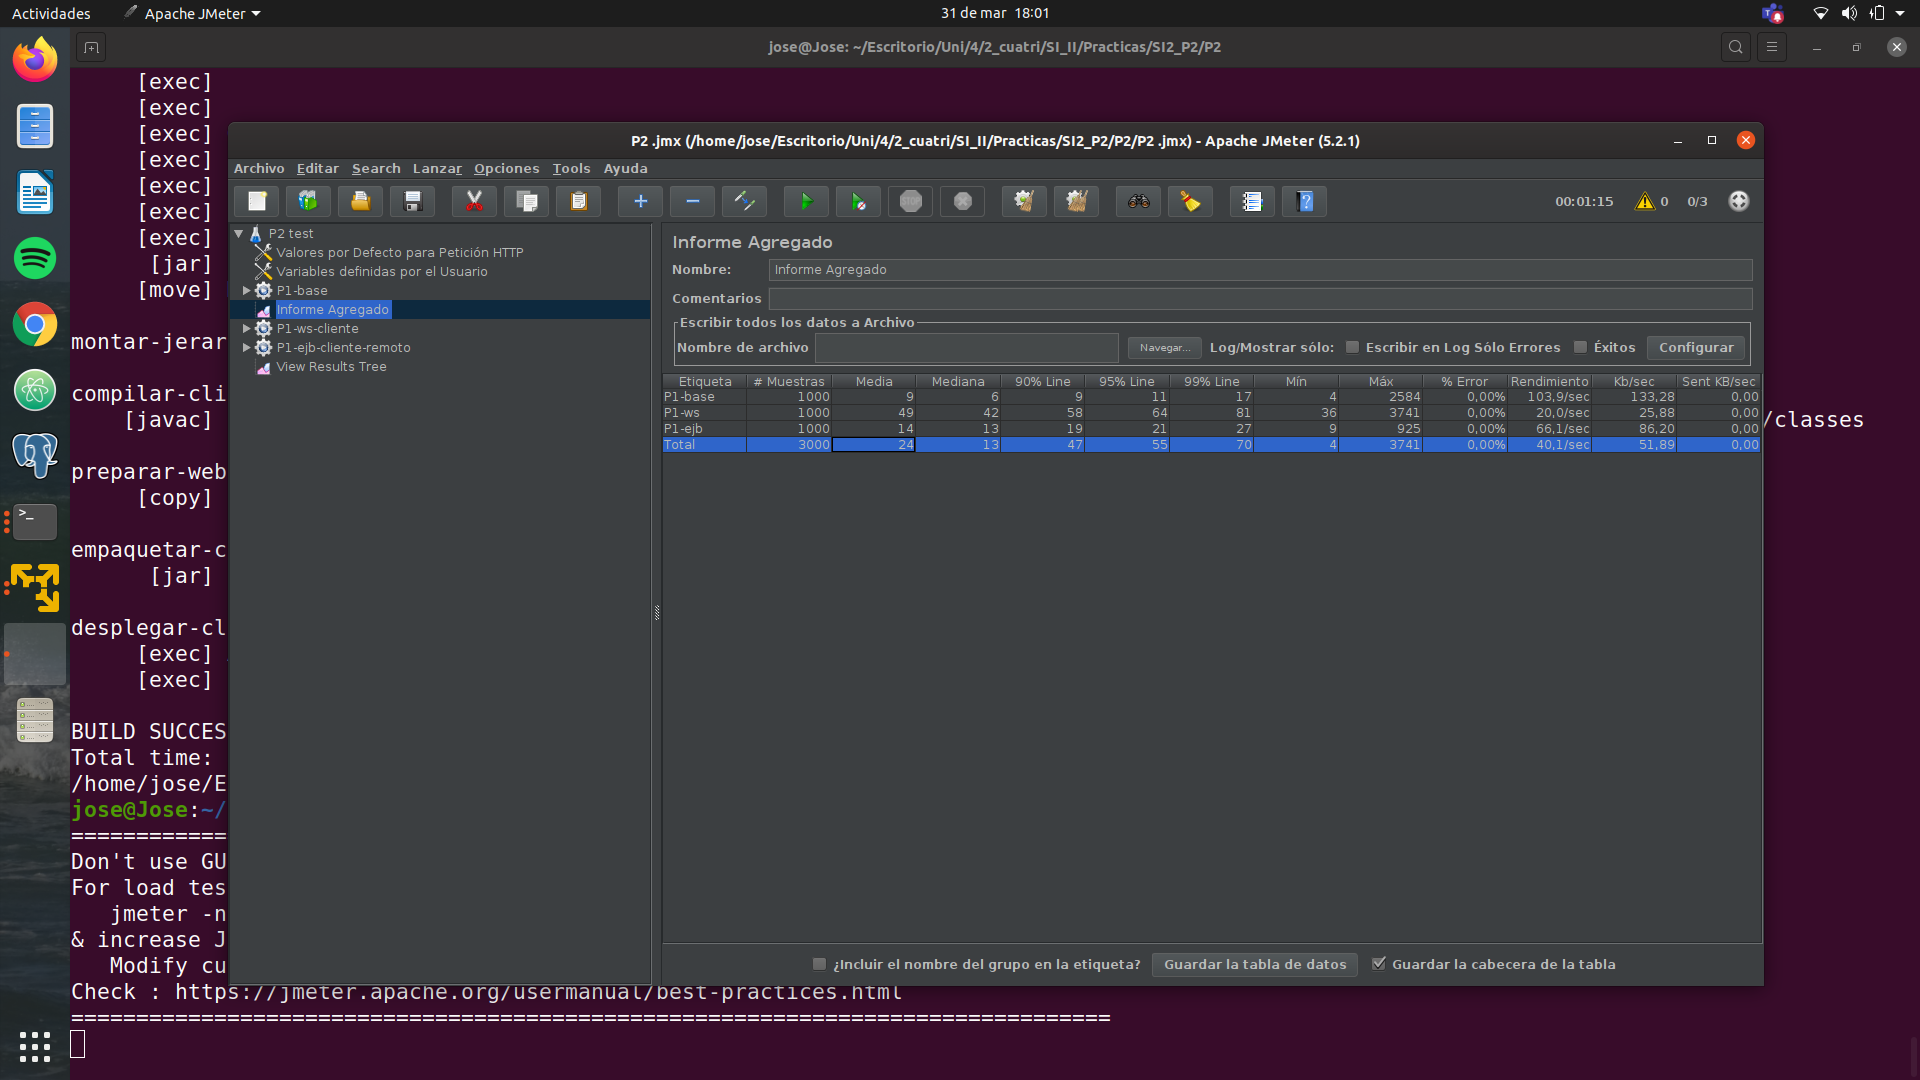 Actividades
Apache JMeter
31 de mar 18:01
jose@Jose: ~/Escritorio/Uni/4/2_cuatri/SI_II/Practicas/SI2_P2/P2
[exec]
[exec]
[exec]
[exec]
[exec]
[exec]
[exec]
[jar]
[move]
montar-jerar
compilar-cli
[javac]
/classes
preparar-web
[copy]
empaquetar-c
[jar]
desplegar-cl
[exec]
[exec]
BUILD SUCCES
Total time:
/home/jose/E
jose@Jose:~/
============
Don't use GU
For load tes
jmeter -n
& increase J
Modify cu
Check : https://jmeter.apache.org/usermanual/best-practices.html
================================================================================
P2 .jmx (/home/jose/Escritorio/Uni/4/2_cuatri/SI_II/Practicas/SI2_P2/P2/P2 .jmx) - Apache JMeter (5.2.1)
Archivo Editar Search Lanzar Opciones Tools Ayuda
STOP
00:01:15 0 0/3
P2 test
Valores por Defecto para Petición HTTP
Variables definidas por el Usuario
P1-base
Informe Agregado
P1-ws-cliente
P1-ejb-cliente-remoto
View Results Tree
Informe Agregado
Nombre: Informe Agregado
Comentarios
Escribir todos los datos a Archivo
Nombre de archivo Navegar... Log/Mostrar sólo: Escribir en Log Sólo Errores Éxitos Configurar
Etiqueta # Muestras Media Mediana 90% Line 95% Line 99% Line Mín Máx % Error Rendimiento Kb/sec Sent KB/sec
P1-base 1000 9 6 9 11 17 4 2584 0,00% 103,9/sec 133,28 0,00
P1-ws 1000 49 42 58 64 81 36 3741 0,00% 20,0/sec 25,88 0,00
P1-ejb 1000 14 13 19 21 27 9 925 0,00% 66,1/sec 86,20 0,00
Total 3000 24 13 47 55 70 4 3741 0,00% 40,1/sec 51,89 0,00
¿Incluir el nombre del grupo en la etiqueta? Guardar la tabla de datos Guardar la cabecera de la tabla